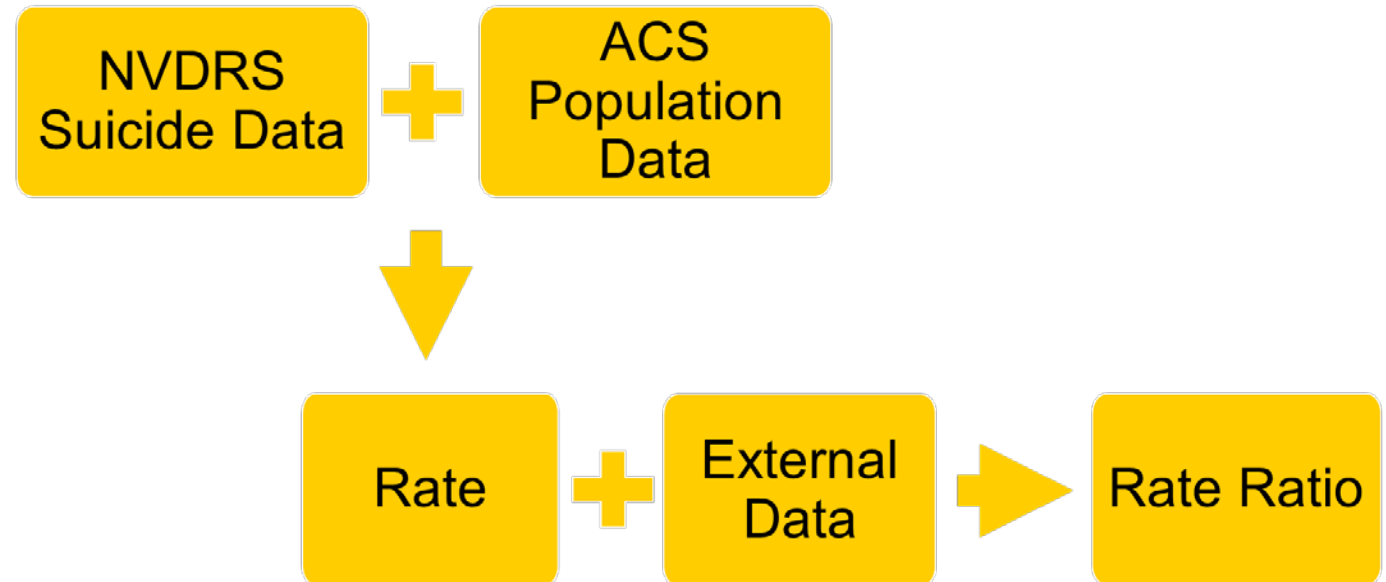 NVDRS
Suicide Data
ACS
Population
Data
Rate
External
Data
Rate Ratio